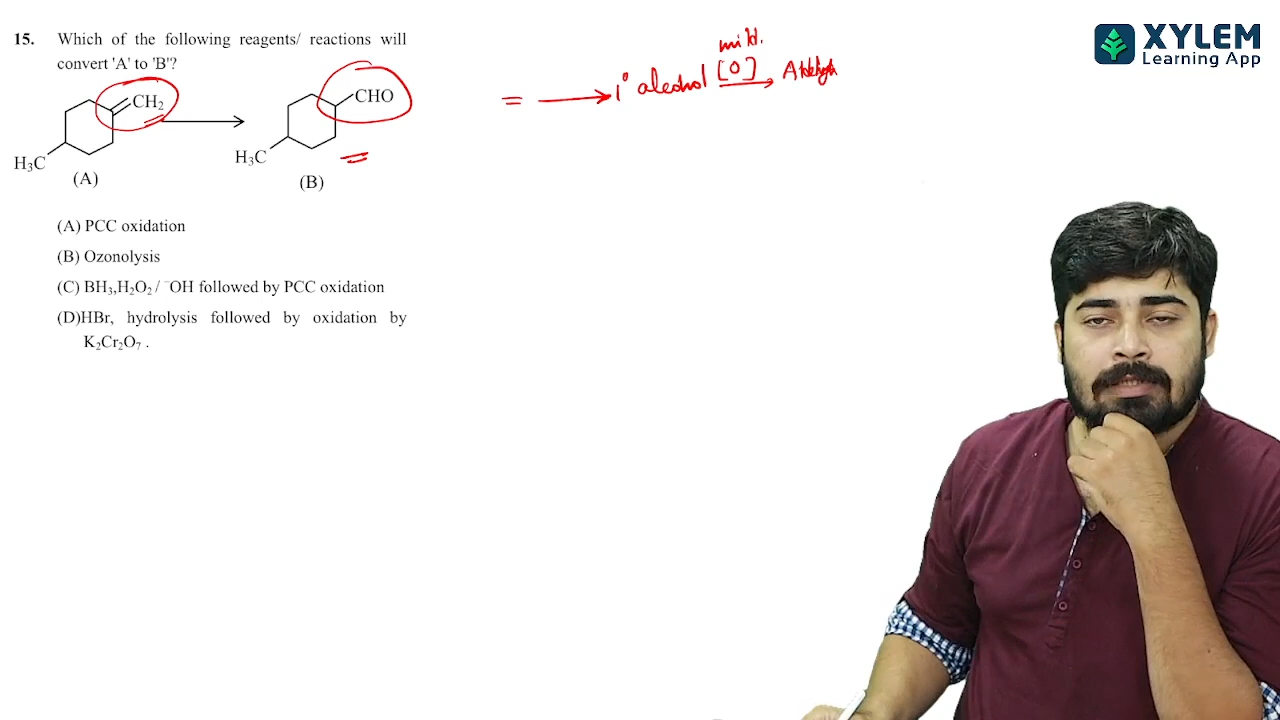 15. Which of the following reagents/ reactions will
convert 'A' to 'B'?
CH₂
H₃C
(A)
CHO
H₃C
(B)
(A) PCC oxidation
(B) Ozonolysis
(C) BH₃,H₂O₂ / ⁻OH followed by PCC oxidation
(D)HBr, hydrolysis followed by oxidation by
K₂Cr₂O₇ .
mild.
= ⟶ 1° alcohol [O]
XYLEM
Learning App